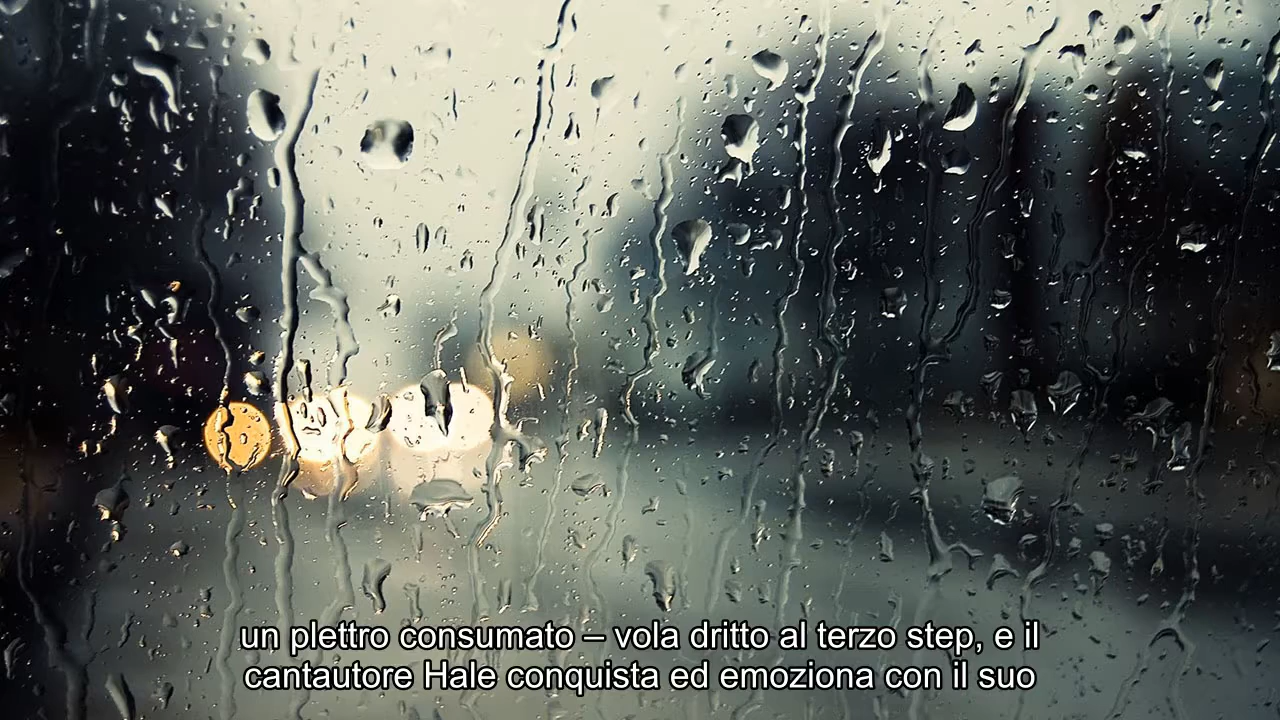 un plettro consumato – vola dritto al terzo step, e il
cantautore Hale conquista ed emoziona con il suo